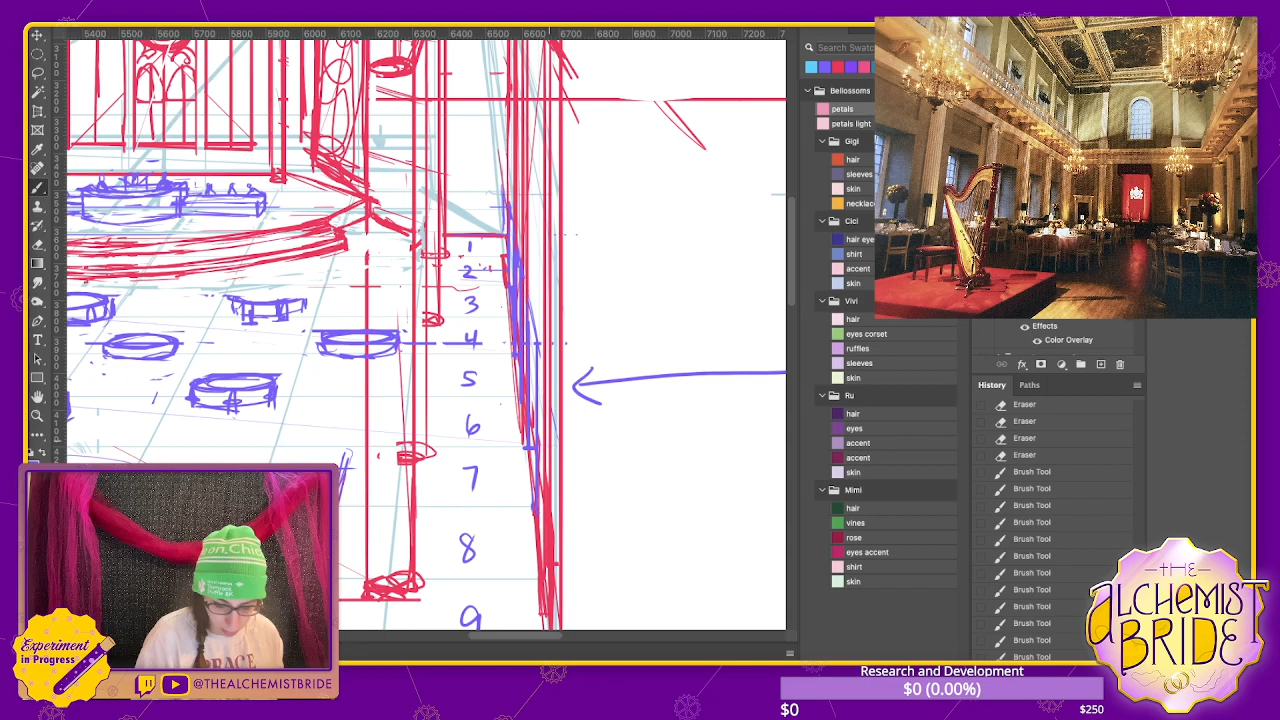 5400 5500 5600 5700 5800 5900 6000 6100 6200 6300 6400 6500 6600 6700 6800 6900 7000 7100 7200
Search Swatc
Bellossoms
petals
petals light
Gigi
hair
sleeves
skin
necklac
Cici
hair eye
shirt
accent
skin
Vivi
hair
eyes corset
ruffles
sleeves
skin
Ru
hair
eyes
accent
accent
skin
Mimi
hair
vines
rose
eyes accent
shirt
skin
Effects
Color Overlay
fx
History Paths
Eraser
Eraser
Eraser
Eraser
Brush Tool
Brush Tool
Brush Tool
Brush Tool
Brush Tool
Brush Tool
Brush Tool
Brush Tool
Brush Tool
Brush Tool
Brush Tool
Brush Tool
1
2
3
4
5
6
7
8
9
Experiment
in Progress
@THEALCHEMISTBRIDE
THE
ALCHEMIST
BRIDE
Research and Development
$0 (0.00%)
$0
$250